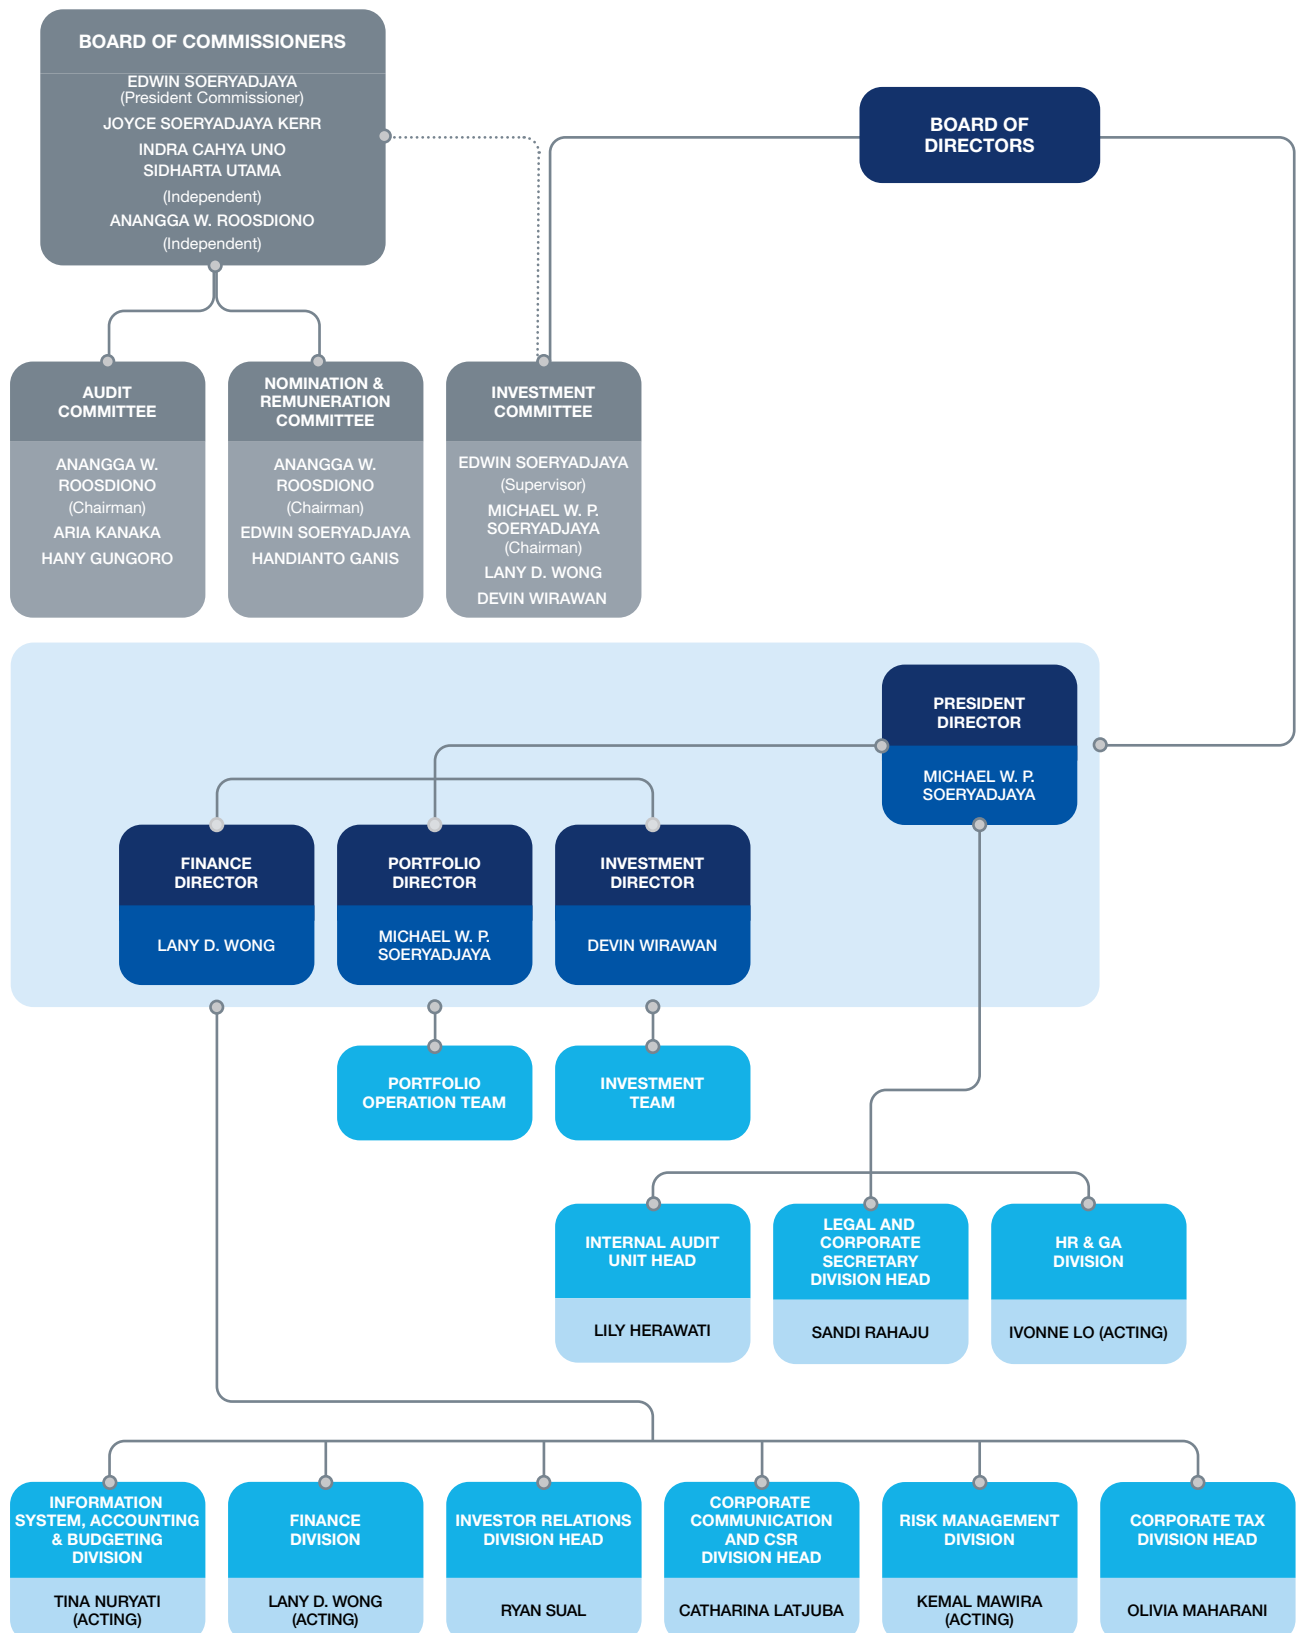 BOARD OF COMMISSIONERS
EDWIN SOERYADJAYA
(President Commissioner)
JOYCE SOERYADJAYA KERR
INDRA CAHYA UNO
SIDHARTA UTAMA
(Independent)
ANANGGA W. ROOSDIONO
(Independent)
BOARD OF
DIRECTORS
AUDIT
COMMITTEE
ANANGGA W.
ROOSDIONO
(Chairman)
ARIA KANAKA
HANY GUNGORO
NOMINATION &
REMUNERATION
COMMITTEE
ANANGGA W.
ROOSDIONO
(Chairman)
EDWIN SOERYADJAYA
HANDIANTO GANIS
INVESTMENT
COMMITTEE
EDWIN SOERYADJAYA
(Supervisor)
MICHAEL W. P.
SOERYADJAYA
(Chairman)
LANY D. WONG
DEVIN WIRAWAN
PRESIDENT
DIRECTOR
MICHAEL W. P.
SOERYADJAYA
FINANCE
DIRECTOR
LANY D. WONG
PORTFOLIO
DIRECTOR
MICHAEL W. P.
SOERYADJAYA
INVESTMENT
DIRECTOR
DEVIN WIRAWAN
PORTFOLIO
OPERATION TEAM
INVESTMENT
TEAM
INTERNAL AUDIT
UNIT HEAD
LILY HERAWATI
LEGAL AND
CORPORATE
SECRETARY
DIVISION HEAD
SANDI RAHAJU
HR & GA
DIVISION
IVONNE LO (ACTING)
INFORMATION
SYSTEM, ACCOUNTING
& BUDGETING
DIVISION
TINA NURYATI
(ACTING)
FINANCE
DIVISION
LANY D. WONG
(ACTING)
INVESTOR RELATIONS
DIVISION HEAD
RYAN SUAL
CORPORATE
COMMUNICATION
AND CSR
DIVISION HEAD
CATHARINA LATJUBA
RISK MANAGEMENT
DIVISION
KEMAL MAWIRA
(ACTING)
CORPORATE TAX
DIVISION HEAD
OLIVIA MAHARANI